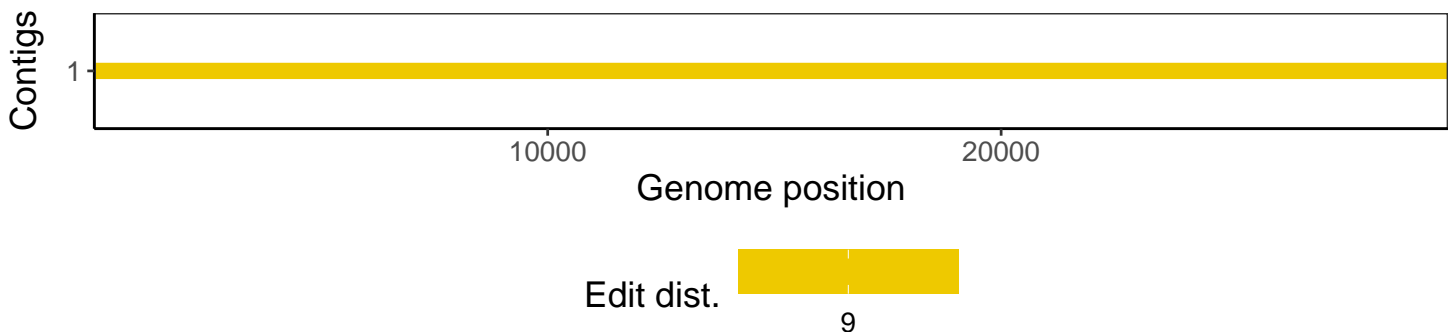 Contigs
1
10000 20000
Genome position
Edit dist.
9